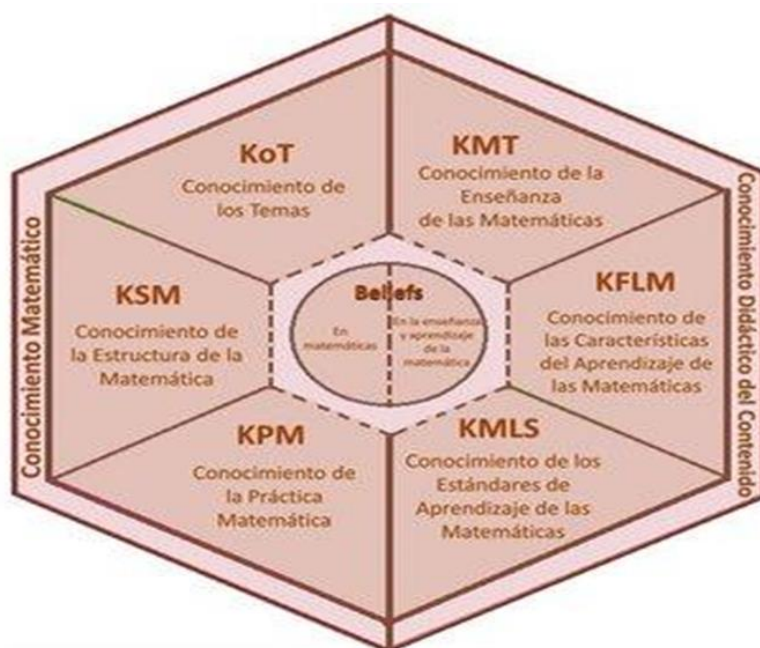 KoT
Conocimiento de
los Temas
KMT
Conocimiento de la
Enseñanza
de las Matemáticas
Conocimiento Matemático
KSM
Conocimiento de
la Estructura de la
Matemática
Beliefs
En
matemáticas
En la enseñanza
y aprendizaje
de la
matemática
KFLM
Conocimiento de
las Características
del Aprendizaje de
las Matemáticas
Conocimiento Didáctico del Contenido
KPM
Conocimiento de
la Práctica
Matemática
KMLS
Conocimiento de los
Estándares de
Aprendizaje de las
Matemáticas